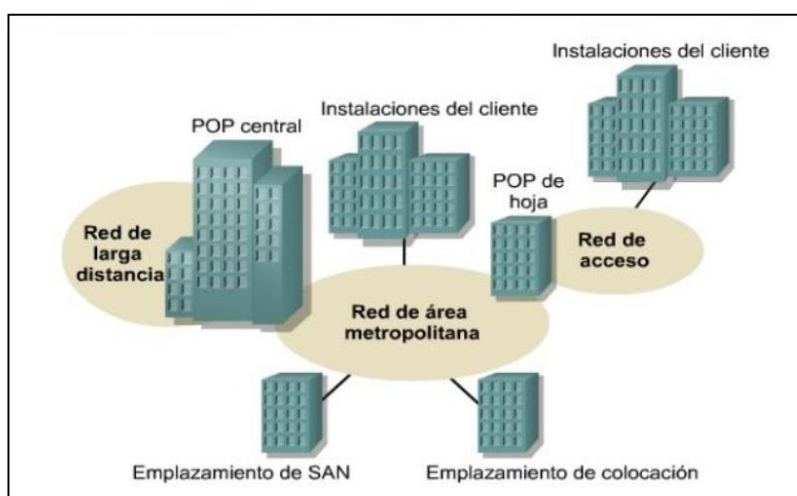 Instalaciones del cliente
Instalaciones del cliente
POP central
POP de
hoja
Red de
larga
distancia
Red de
acceso
Red de área
metropolitana
Emplazamiento de SAN
Emplazamiento de colocación